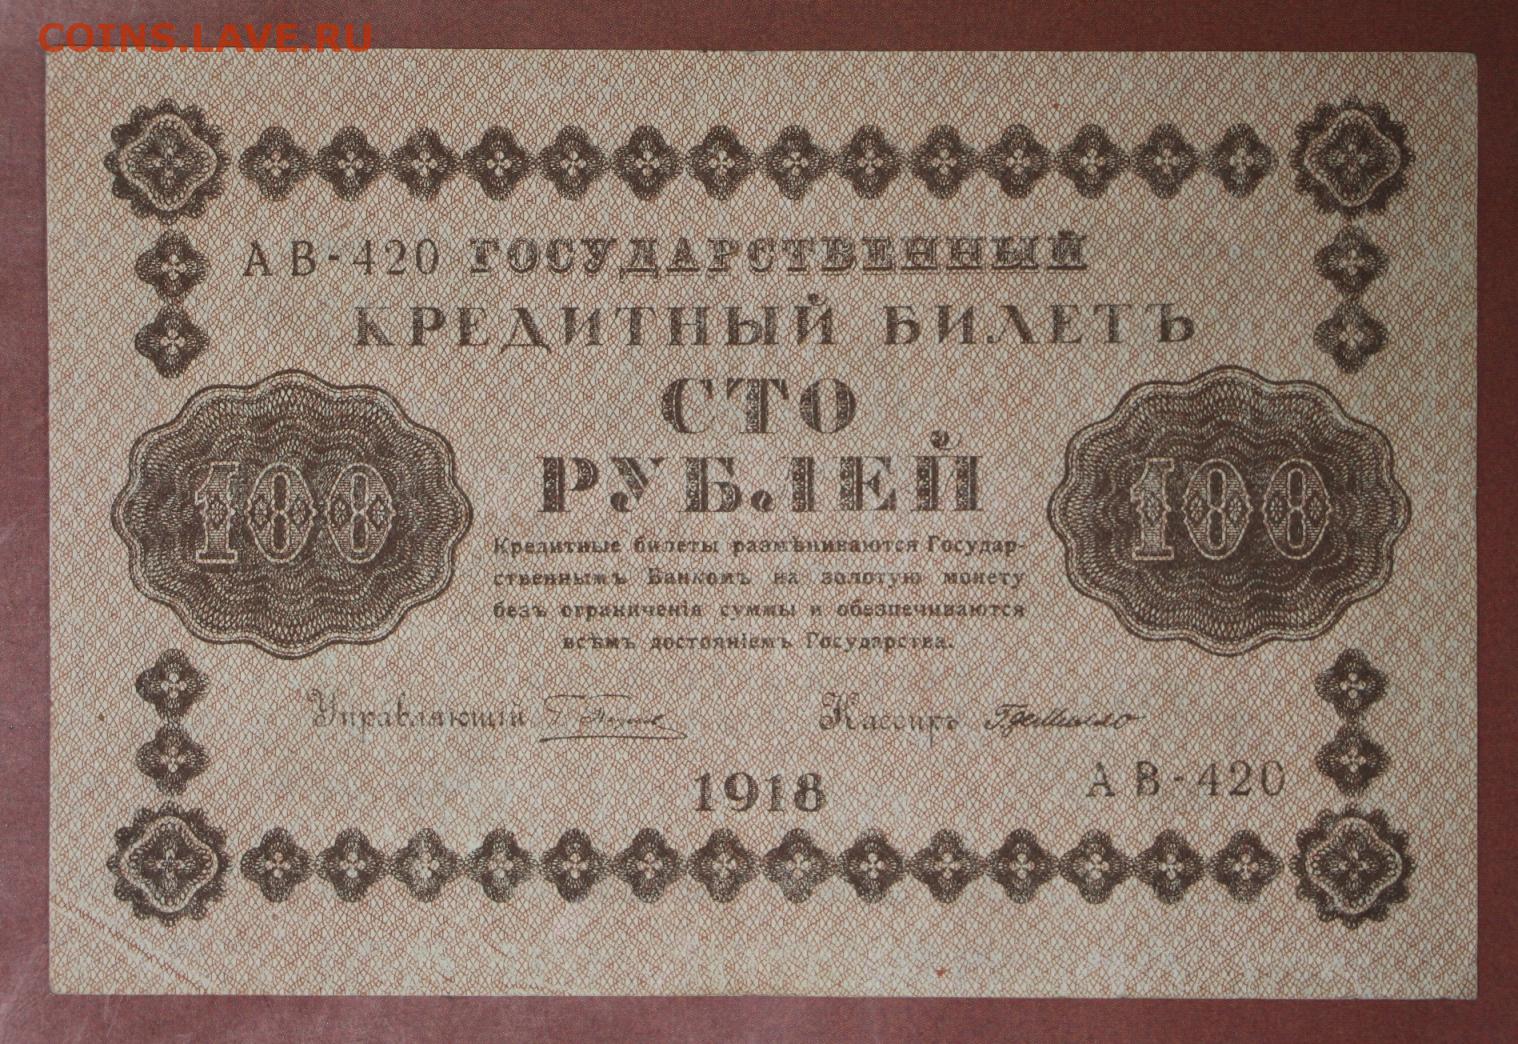 COINS.LAVE.RU
АВ-420 ГОСУДАРСТВЕННЫЙ
КРЕДИТНЫЙ БИЛЕТЪ
СТО
РУБЛЕЙ
100
100
Кредитные билеты размѣниваются Государ-
ственнымъ Банкомъ на золотую монету
безъ ограниченія суммы и обезпечиваются
всѣмъ достояніемъ Государства.
Управляющій
Кассиръ
1918
АВ-420